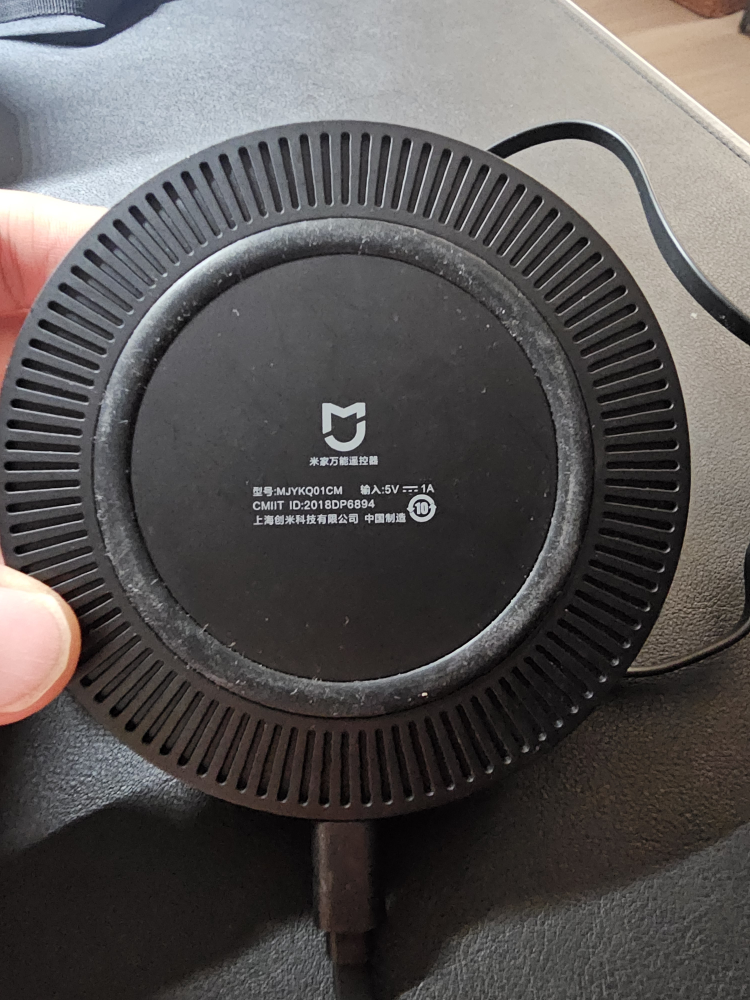 米家万能遥控器
型号:MJYKQ01CM 输入:5V⎓1A
CMIIT ID:2018DP6894
上海创米科技有限公司 中国制造 10